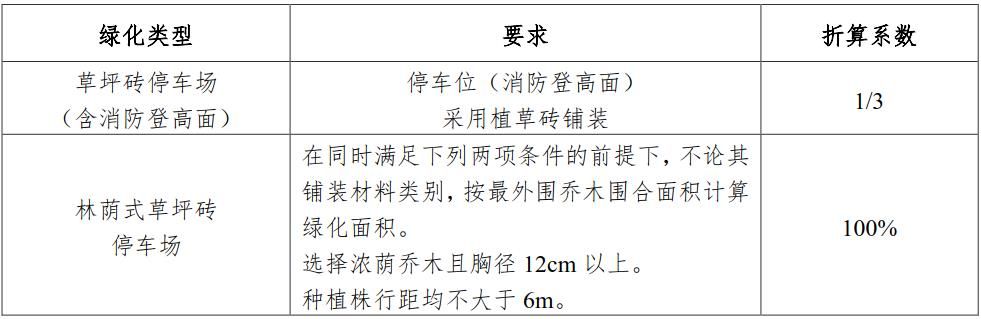 绿化类型 要求 折算系数
草坪砖停车场
（含消防登高面）
停车位（消防登高面）
采用植草砖铺装
1/3
林荫式草坪砖
停车场
在同时满足下列两项条件的前提下，不论其
铺装材料类别，按最外围乔木围合面积计算
绿化面积。
选择浓荫乔木且胸径 12cm 以上。
种植株行距均不大于 6m。
100%